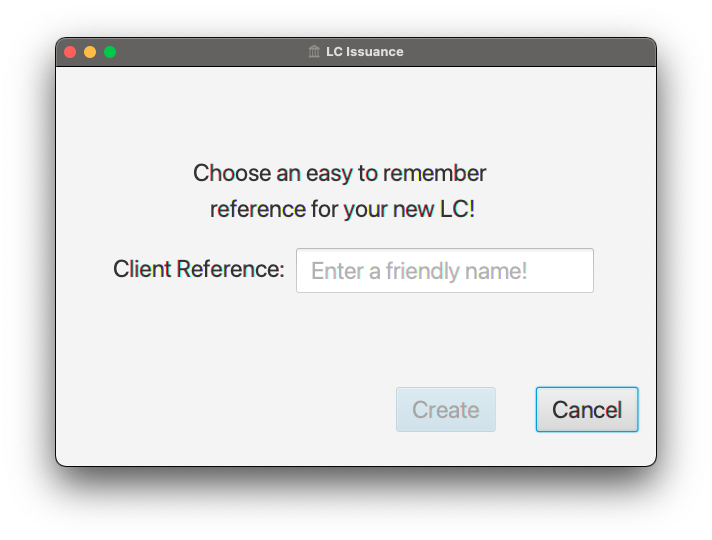 LC Issuance
Choose an easy to remember
reference for your new LC!
Client Reference: Enter a friendly name!
Create Cancel